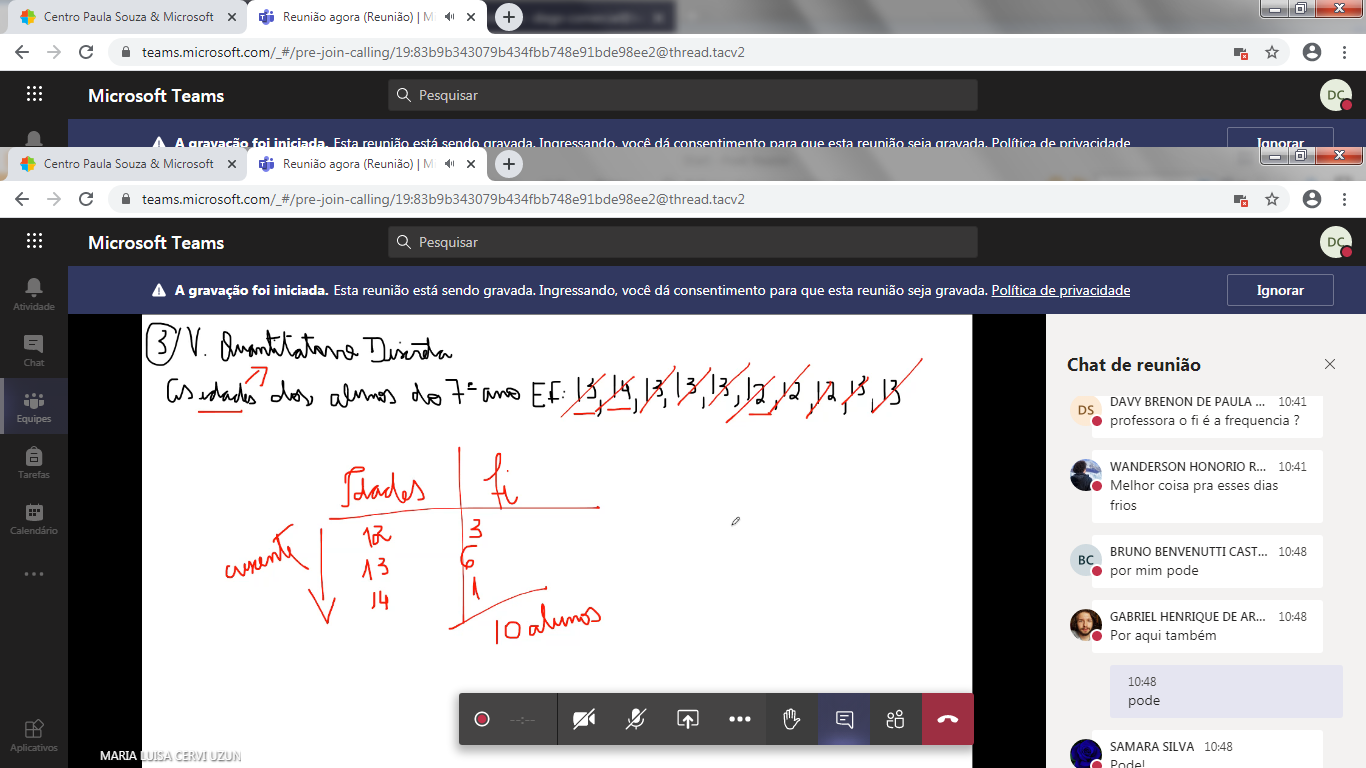 Centro Paula Souza & Microsoft
Reunião agora (Reunião) | M
teams.microsoft.com/_#/pre-join-calling/19:83b9b343079b434fbb748e91bde98ee2@thread.tacv2
Microsoft Teams
Pesquisar
DC
A gravação foi iniciada. Esta reunião está sendo gravada. Ingressando, você dá consentimento para que esta reunião seja gravada. Política de privacidade
Ignorar
Centro Paula Souza & Microsoft
Reunião agora (Reunião) | M
teams.microsoft.com/_#/pre-join-calling/19:83b9b343079b434fbb748e91bde98ee2@thread.tacv2
Microsoft Teams
Pesquisar
DC
A gravação foi iniciada. Esta reunião está sendo gravada. Ingressando, você dá consentimento para que esta reunião seja gravada. Política de privacidade
Ignorar
Atividade
Chat
Equipes
Tarefas
Calendário
Aplicativos
3/V. Quantitativa Discreta
As idades dos alunos do 7º ano EF: 13, 14, 13, 13, 13, 12, 12, 12, 13, 13
Idades fi
12 3
13 6
14 1
crescente
10 alunos
MARIA LUISA CERVI UZUN
--:--
Chat de reunião
DS
DAVY BRENON DE PAULA ... 10:41
professora o fi é a frequencia ?
WANDERSON HONORIO R... 10:41
Melhor coisa pra esses dias
frios
BC
BRUNO BENVENUTTI CAST... 10:48
por mim pode
GABRIEL HENRIQUE DE AR... 10:48
Por aqui também
10:48
pode
SAMARA SILVA 10:48
Pode!